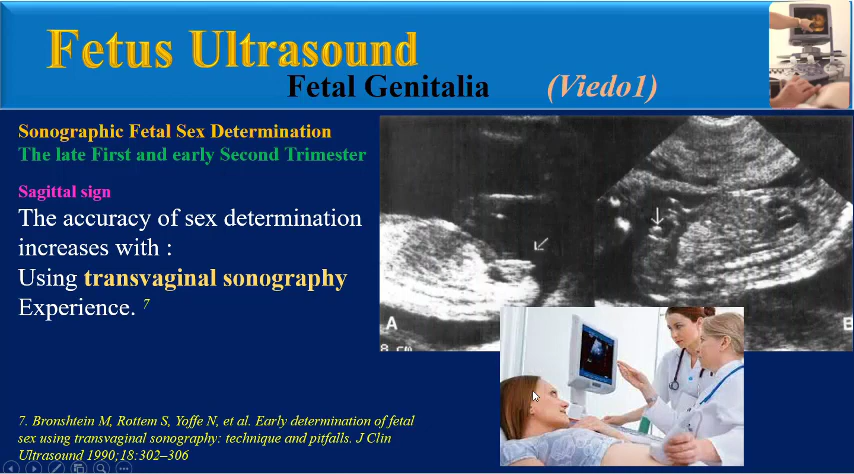 Fetus Ultrasound
Fetal Genitalia (Viedo1)
Sonographic Fetal Sex Determination
The late First and early Second Trimester
Sagittal sign
The accuracy of sex determination
increases with :
Using transvaginal sonography
Experience. 7
A
B
8 cm
7. Bronshtein M, Rottem S, Yoffe N, et al. Early determination of fetal
sex using transvaginal sonography: technique and pitfalls. J Clin
Ultrasound 1990;18:302–306